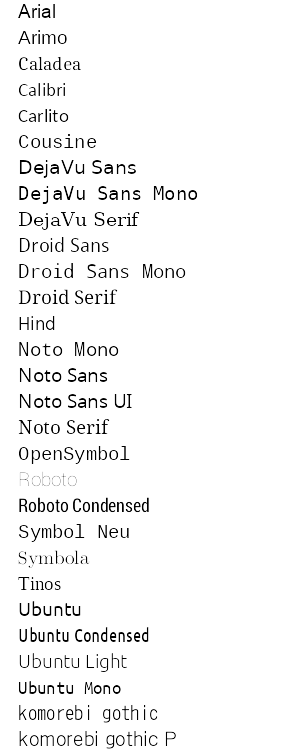 Arial
Arimo
Caladea
Calibri
Carlito
Cousine
DejaVu Sans
DejaVu Sans Mono
DejaVu Serif
Droid Sans
Droid Sans Mono
Droid Serif
Hind
Noto Mono
Noto Sans
Noto Sans UI
Noto Serif
OpenSymbol
Roboto
Roboto Condensed
Symbol Neu
Symbola
Tinos
Ubuntu
Ubuntu Condensed
Ubuntu Light
Ubuntu Mono
komorebi gothic
komorebi gothic P